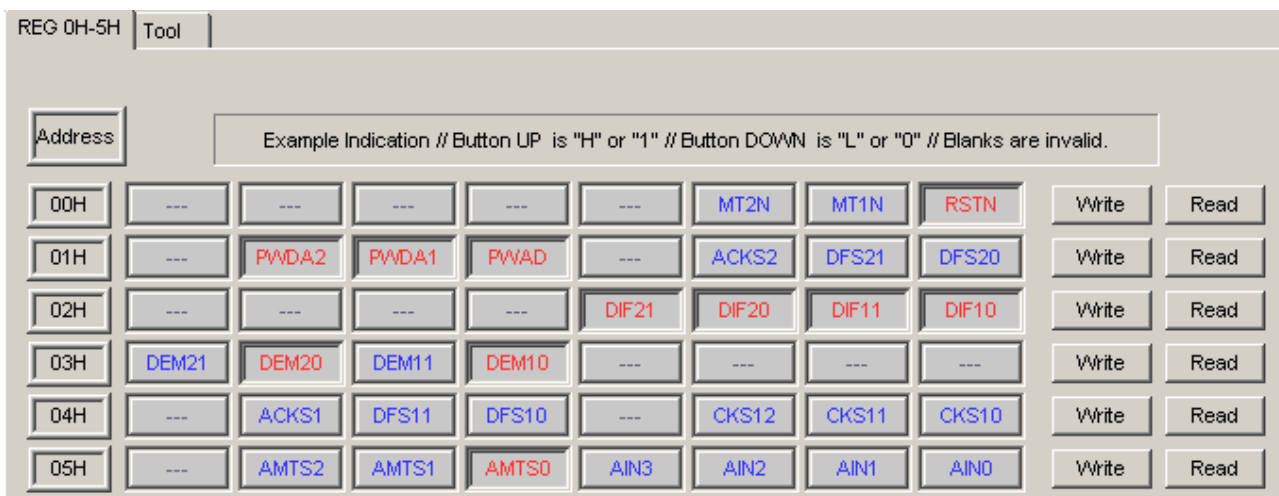 REG 0H-5H Tool
Address Example Indication // Button UP is "H" or "1" // Button DOWN is "L" or "0" // Blanks are invalid.
00H --- --- --- --- --- MT2N MT1N RSTN Write Read
01H --- PWDA2 PWDA1 PWAD --- ACKS2 DFS21 DFS20 Write Read
02H --- --- --- --- DIF21 DIF20 DIF11 DIF10 Write Read
03H DEM21 DEM20 DEM11 DEM10 --- --- --- --- Write Read
04H --- ACKS1 DFS11 DFS10 --- CKS12 CKS11 CKS10 Write Read
05H --- AMTS2 AMTS1 AMTS0 AIN3 AIN2 AIN1 AIN0 Write Read